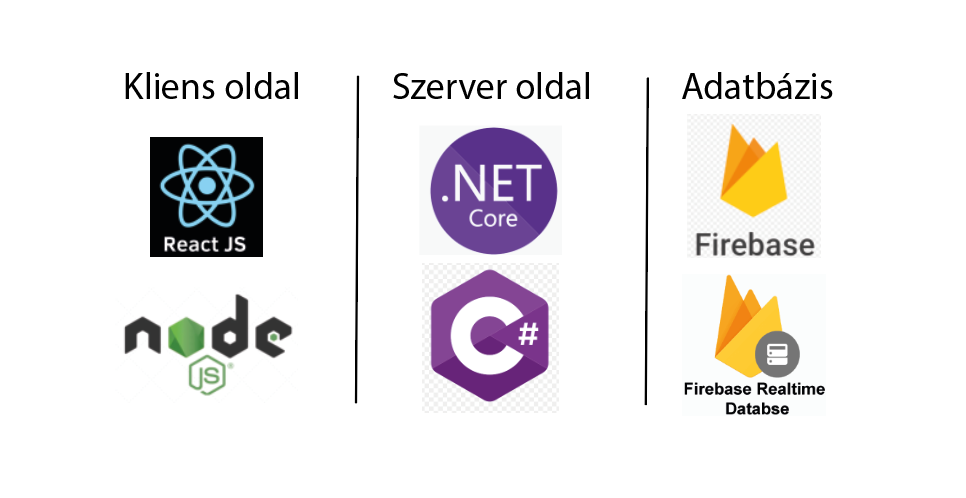 Kliens oldal
React JS
node
JS
Szerver oldal
.NET
Core
C#
Adatbázis
Firebase
Firebase Realtime
Databse